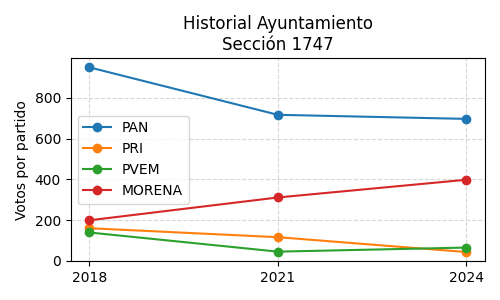 Historial Ayuntamiento
Sección 1747
Votos por partido
800
600
400
200
0
PAN
PRI
PVEM
MORENA
2018
2021
2024